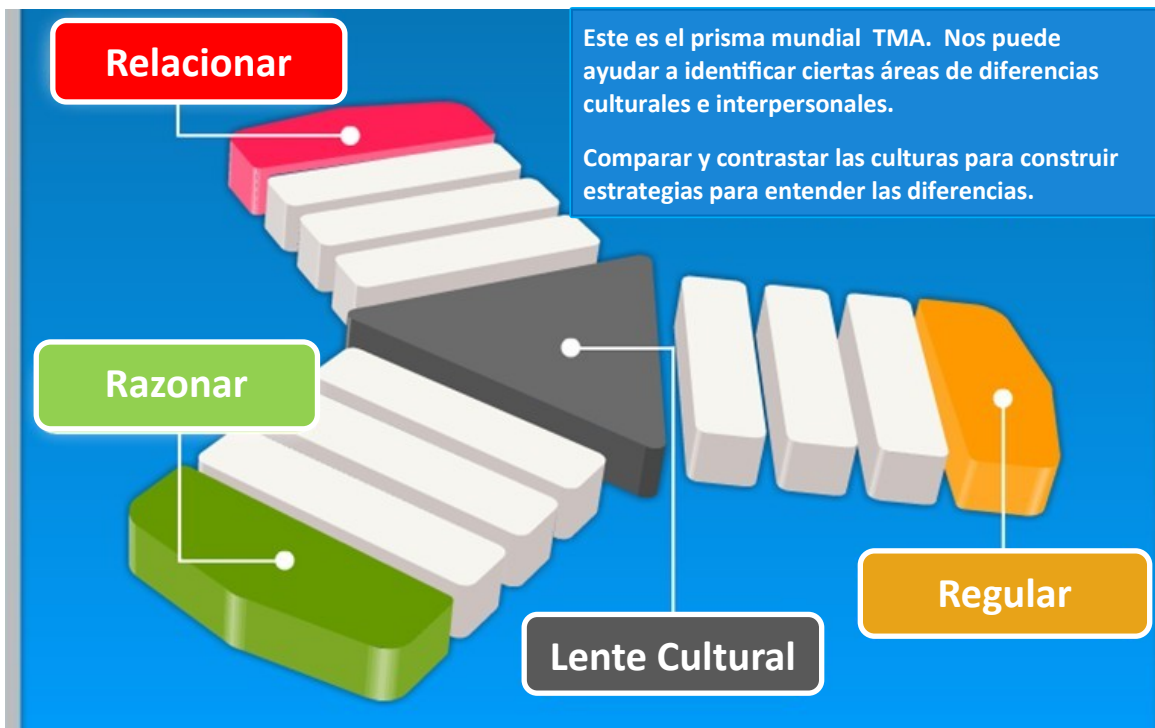 Relacionar
Este es el prisma mundial TMA. Nos puede
ayudar a identificar ciertas áreas de diferencias
culturales e interpersonales.
Comparar y contrastar las culturas para construir
estrategias para entender las diferencias.
Razonar
Regular
Lente Cultural